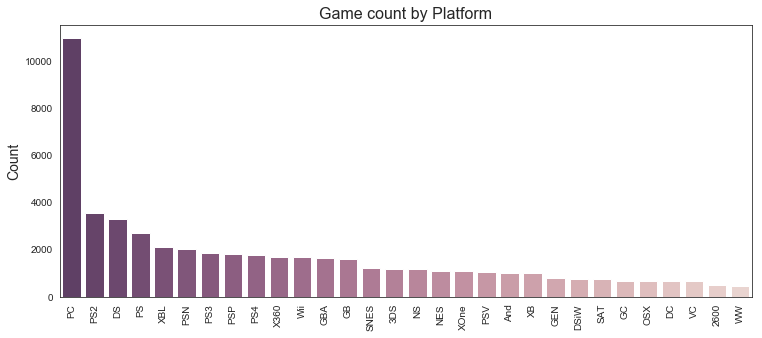 Game count by Platform
Count
10000
8000
6000
4000
2000
0
PC
PS2
DS
PS
XBL
PSN
PS3
PSP
PS4
X360
Wii
GBA
GB
SNES
3DS
NS
NES
XOne
PSV
And
XB
GEN
DSiW
SAT
GC
OSX
DC
VC
2600
WW